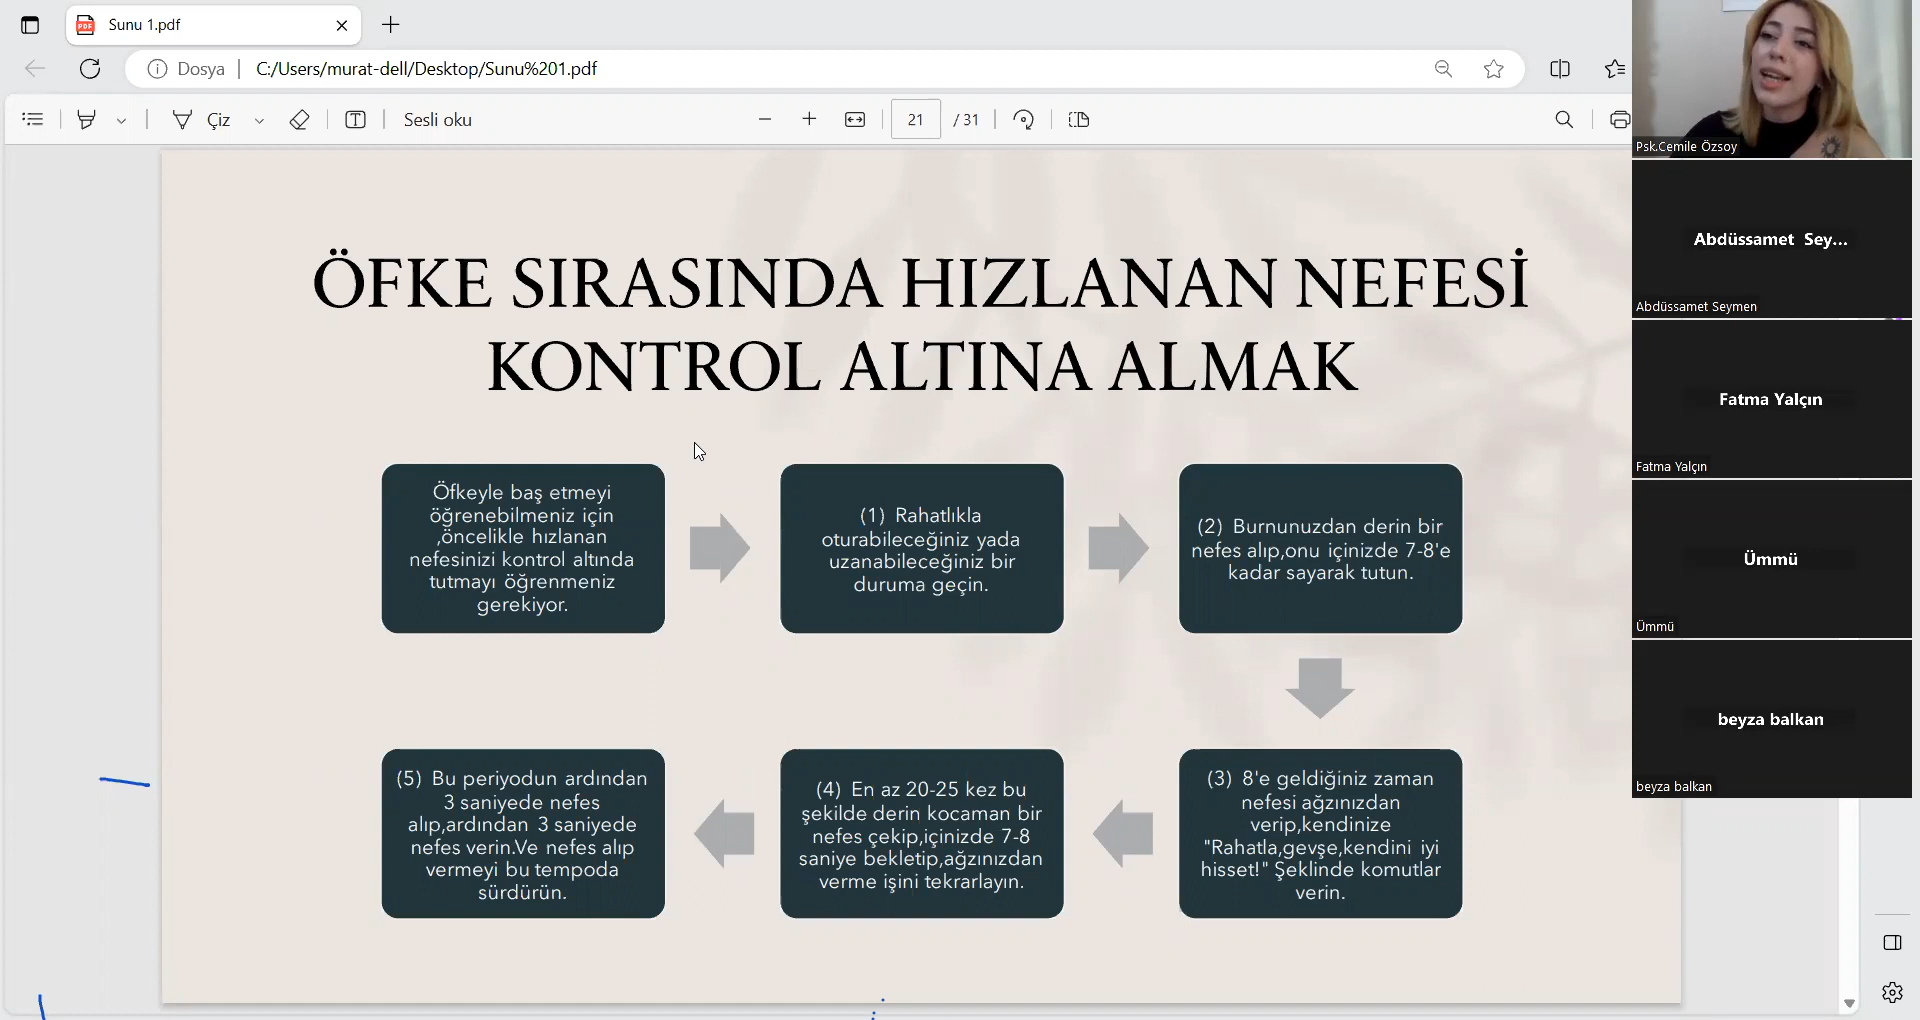 Sunu 1.pdf
Dosya
C:/Users/murat-dell/Desktop/Sunu%201.pdf
Çiz
Sesli oku
21
/ 31
ÖFKE SIRASINDA HIZLANAN NEFESİ
KONTROL ALTINA ALMAK
Öfkeyle baş etmeyi
öğrenebilmeniz için
,öncelikle hızlanan
nefesinizi kontrol altında
tutmayı öğrenmeniz
gerekiyor.
(1) Rahatlıkla
oturabileceğiniz yada
uzanabileceğiniz bir
duruma geçin.
(2) Burnunuzdan derin bir
nefes alıp,onu içinizde 7-8'e
kadar sayarak tutun.
(3) 8'e geldiğiniz zaman
nefesi ağzınızdan
verip,kendinize
"Rahatla,gevşe,kendini iyi
hisset!" Şeklinde komutlar
verin.
(4) En az 20-25 kez bu
şekilde derin kocaman bir
nefes çekip,içinizde 7-8
saniye bekletip,ağzınızdan
verme işini tekrarlayın.
(5) Bu periyodun ardından
3 saniyede nefes
alıp,ardından 3 saniyede
nefes verin.Ve nefes alıp
vermeyi bu tempoda
sürdürün.
Psk.Cemile Özsoy
Abdüssamet Sey...
Abdüssamet Seymen
Fatma Yalçın
Fatma Yalçın
Ümmü
Ümmü
beyza balkan
beyza balkan